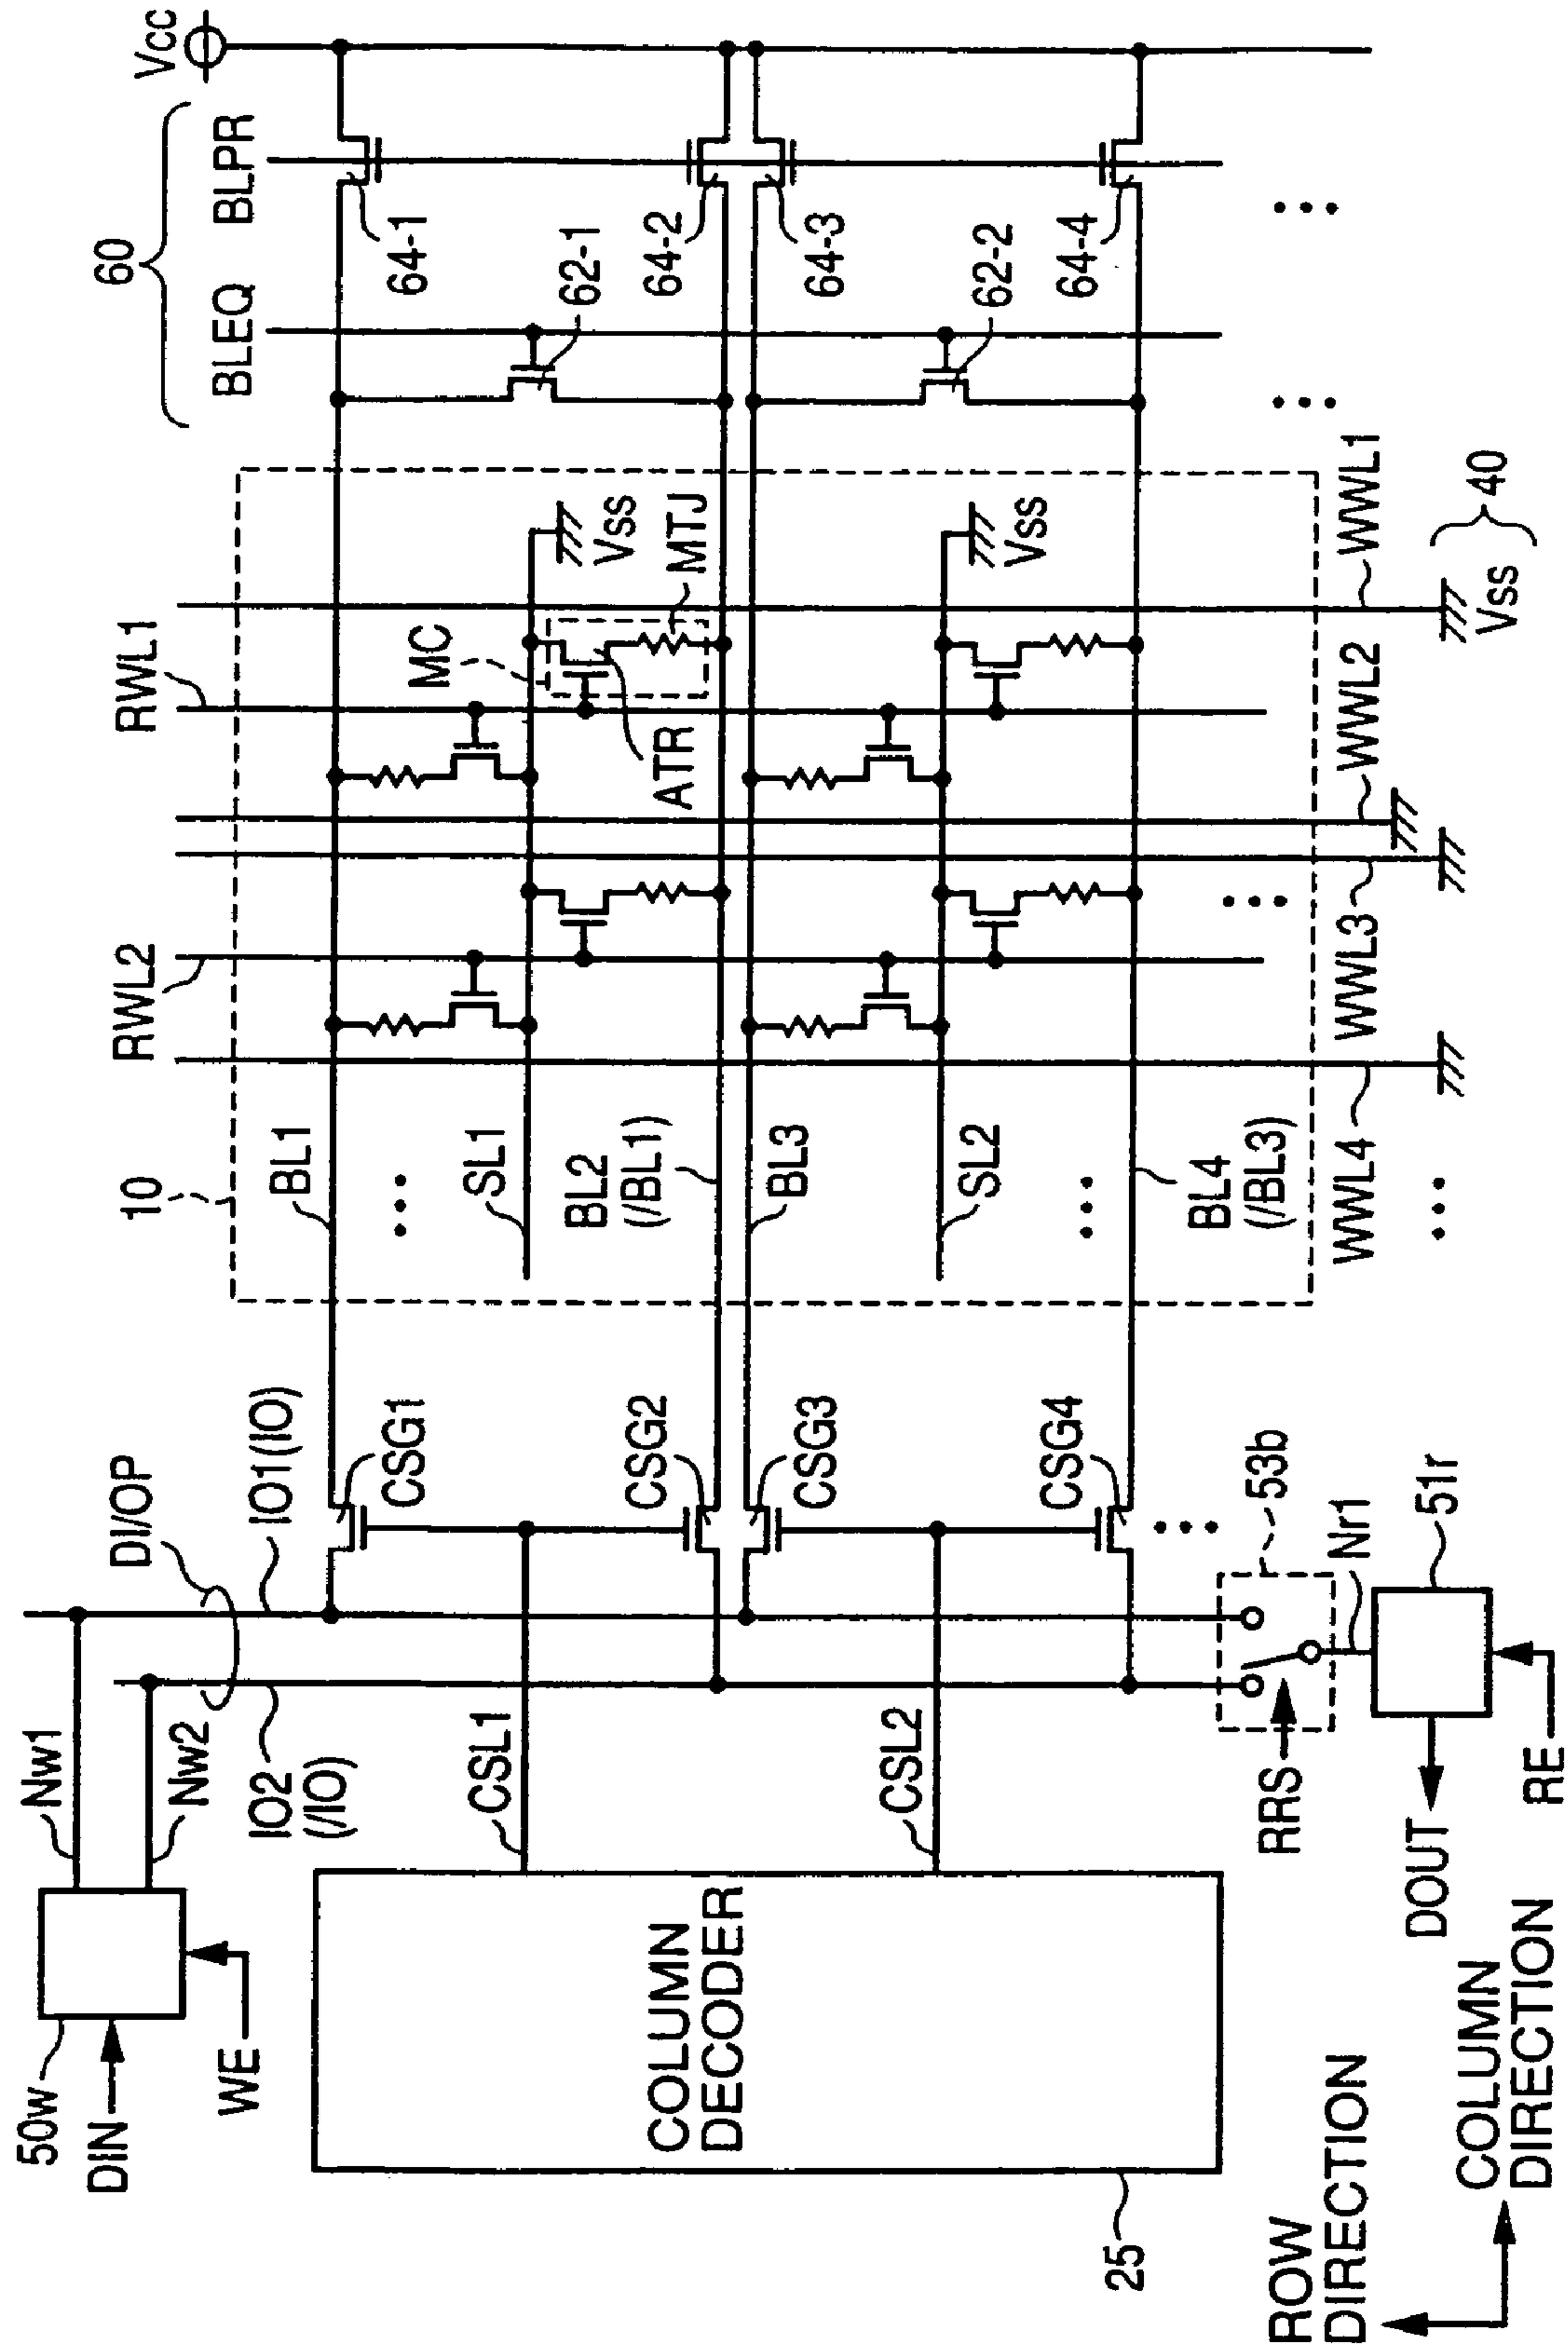 Vcc
60
BLPR
BLEQ
64-1
62-1
64-2
64-3
62-2
64-4
Vss
MTJ
Vss
WWL1
40
Vss
RWL1
MC
ATR
WWL2
RWL2
WWL3
10
BL1
SL1
BL2
(/BL1)
BL3
SL2
BL4
(/BL3)
WWL4
DI/OP
IO1(IO)
CSG1
CSG2
CSG3
CSG4
53b
Nr1
51r
Nw1
Nw2
IO2
(/IO)
CSL1
CSL2
RRS
DOUT
RE
50w
DIN
WE
COLUMN
DECODER
25
ROW
DIRECTION
COLUMN
DIRECTION